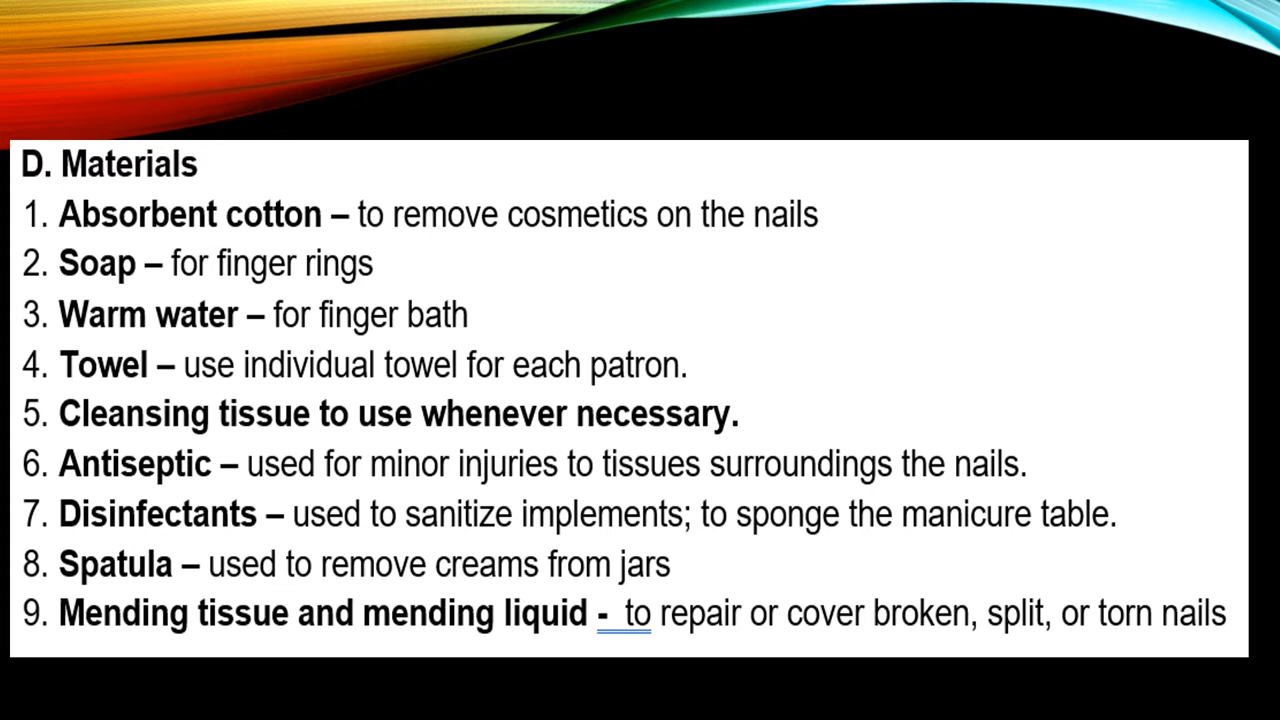 D. Materials
1. Absorbent cotton – to remove cosmetics on the nails
2. Soap – for finger rings
3. Warm water – for finger bath
4. Towel – use individual towel for each patron.
5. Cleansing tissue to use whenever necessary.
6. Antiseptic – used for minor injuries to tissues surroundings the nails.
7. Disinfectants – used to sanitize implements; to sponge the manicure table.
8. Spatula – used to remove creams from jars
9. Mending tissue and mending liquid -  to repair or cover broken, split, or torn nails